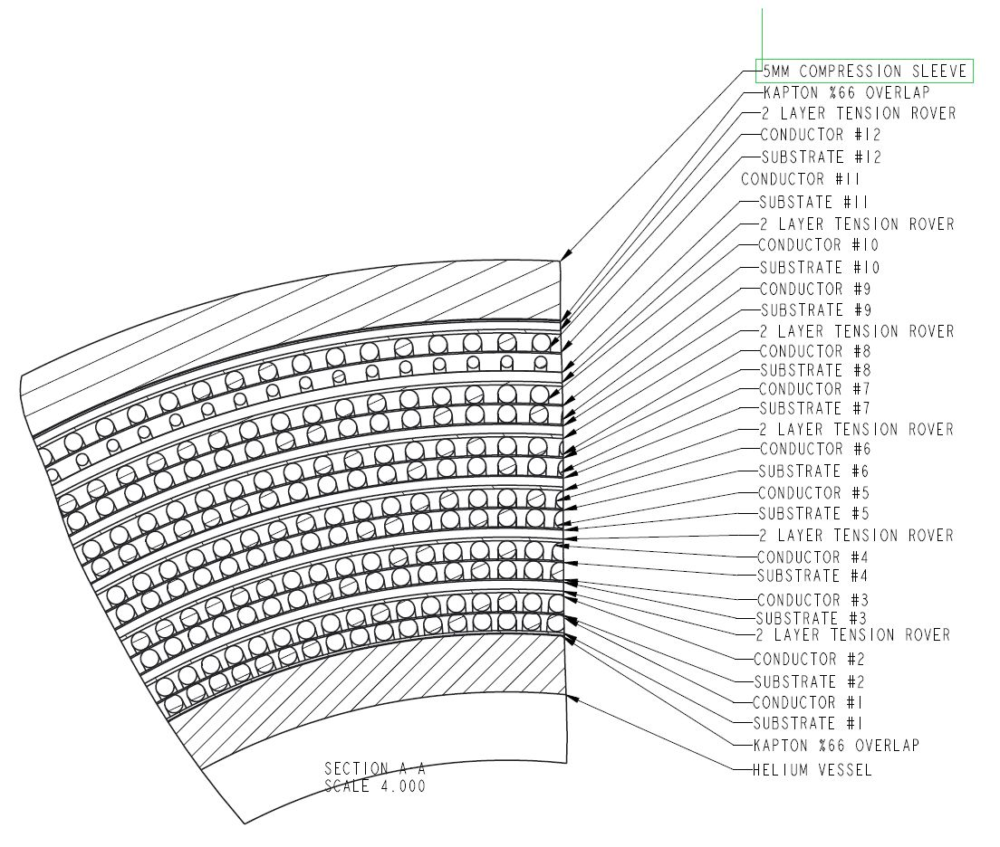 5MM COMPRESSION SLEEVE
KAPTON %66 OVERLAP
2 LAYER TENSION ROVER
CONDUCTOR #12
SUBSTRATE #12
CONDUCTOR #11
SUBSTATE #11
2 LAYER TENSION ROVER
CONDUCTOR #10
SUBSTRATE #10
CONDUCTOR #9
SUBSTRATE #9
2 LAYER TENSION ROVER
CONDUCTOR #8
SUBSTRATE #8
CONDUCTOR #7
SUBSTRATE #7
2 LAYER TENSION ROVER
CONDUCTOR #6
SUBSTRATE #6
CONDUCTOR #5
SUBSTRATE #5
2 LAYER TENSION ROVER
CONDUCTOR #4
SUBSTRATE #4
CONDUCTOR #3
SUBSTRATE #3
2 LAYER TENSION ROVER
CONDUCTOR #2
SUBSTRATE #2
CONDUCTOR #1
SUBSTRATE #1
KAPTON %66 OVERLAP
HELIUM VESSEL
SECTION A-A
SCALE 4.000